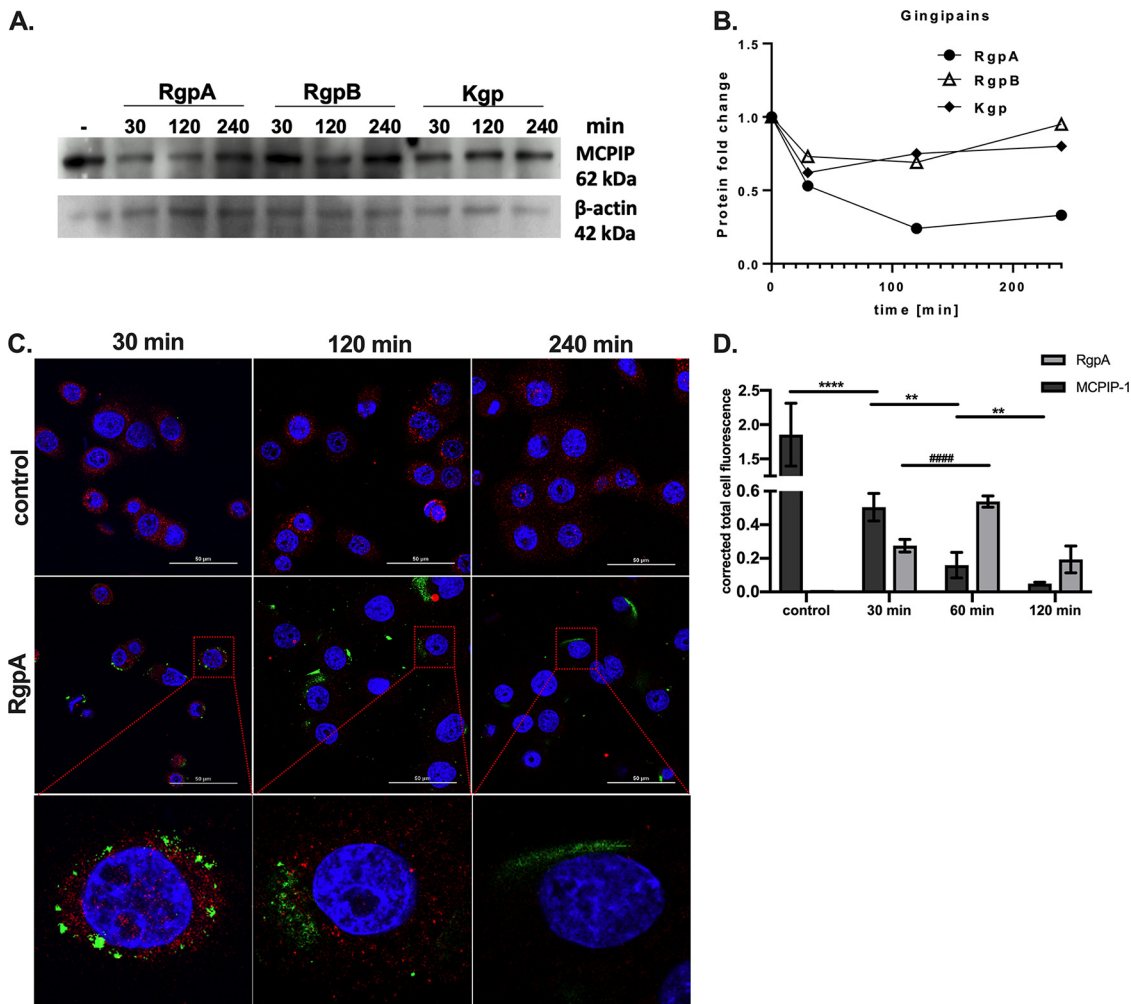 A.
RgpA RgpB Kgp
- 30 120 240 30 120 240 30 120 240 min
MCPIP
62 kDa
β-actin
42 kDa
B.
Gingipains
RgpA
RgpB
Kgp
1.5
1.0
0.5
0.0
Protein fold change
0 100 200
time [min]
C.
30 min 120 min 240 min
control
50 µm 50 µm 50 µm
RgpA
50 µm 50 µm 50 µm
D.
RgpA
MCPIP-1
**** ** **
####
2.5
2.0
1.5
0.6
0.4
0.2
0.0
corrected total cell fluorescence
control 30 min 60 min 120 min